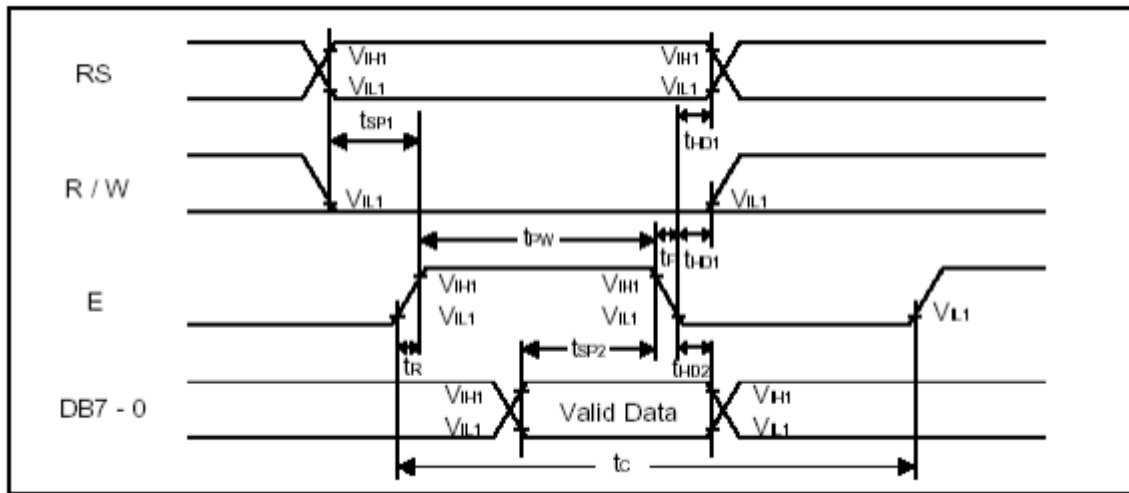 RS
VIH1 VIH1
VIL1 VIL1
tSP1
tHD1
R / W
VIL1 VIL1
tPW tF tHD1
E
VIH1 VIH1
VIL1 VIL1 VIL1
tR tSP2 tHD2
DB7 - 0
VIH1 Valid Data VIH1
VIL1 VIL1
tC